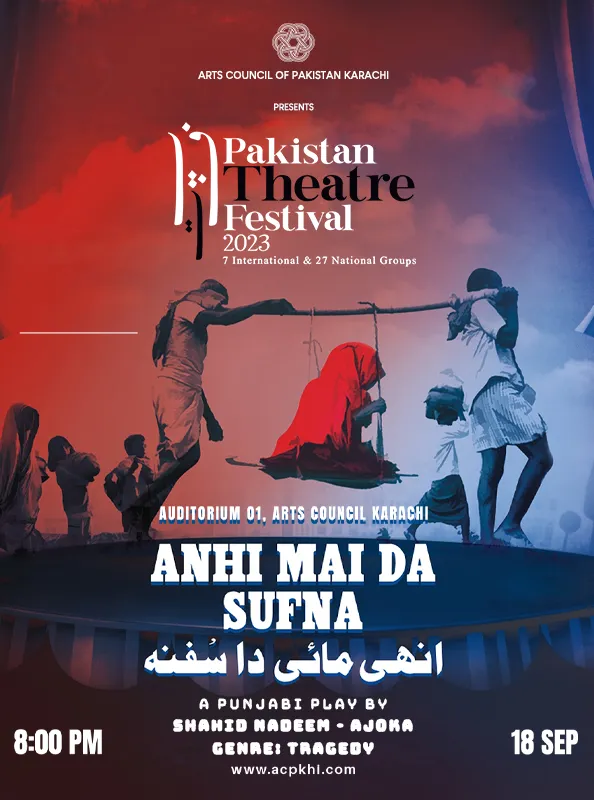 ARTS COUNCIL OF PAKISTAN KARACHI
PRESENTS
Pakistan
Theatre
Festival
2023
7 International & 27 National Groups
AUDITORIUM 01, ARTS COUNCIL KARACHI
ANHI MAI DA
SUFNA
انھی مائی دا سُفنہ
A PUNJABI PLAY BY
SHAHID NADEEM - AJOKA
GENRE: TRAGEDY
8:00 PM
18 SEP
www.acpkhi.com